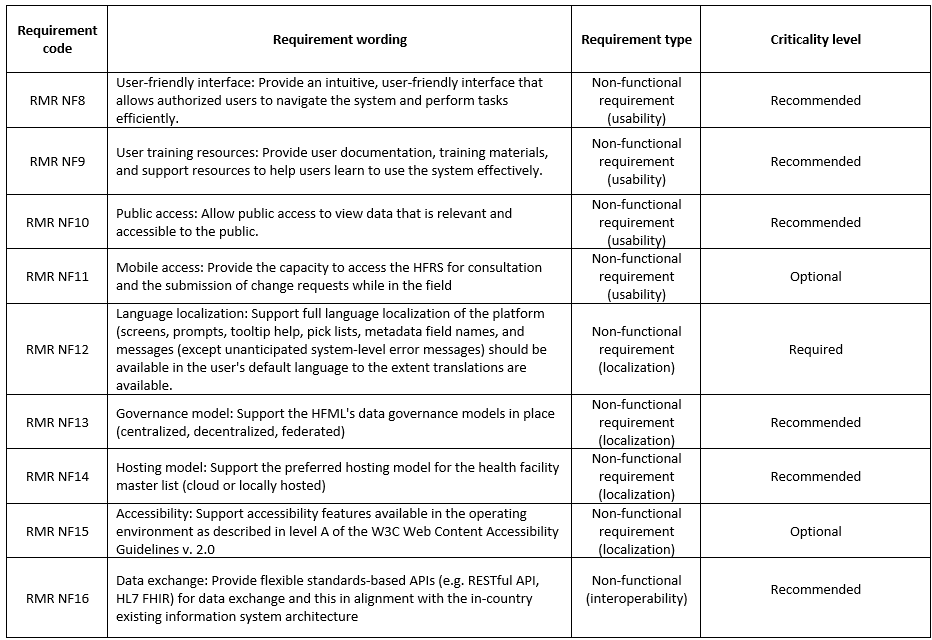 Requirement
code
Requirement wording
Requirement type
Criticality level
RMR NF8
User-friendly interface: Provide an intuitive, user-friendly interface that
allows authorized users to navigate the system and perform tasks
efficiently.
Non-functional
requirement
(usability)
Recommended
RMR NF9
User training resources: Provide user documentation, training materials,
and support resources to help users learn to use the system effectively.
Non-functional
requirement
(usability)
Recommended
RMR NF10
Public access: Allow public access to view data that is relevant and
accessible to the public.
Non-functional
requirement
(usability)
Recommended
RMR NF11
Mobile access: Provide the capacity to access the HFRS for consultation
and the submission of change requests while in the field
Non-functional
requirement
(usability)
Optional
RMR NF12
Language localization: Support full language localization of the platform
(screens, prompts, tooltip help, pick lists, metadata field names, and
messages (except unanticipated system-level error messages) should be
available in the user's default language to the extent translations are
available.
Non-functional
requirement
(localization)
Required
RMR NF13
Governance model: Support the HFML's data governance models in place
(centralized, decentralized, federated)
Non-functional
requirement
(localization)
Recommended
RMR NF14
Hosting model: Support the preferred hosting model for the health facility
master list (cloud or locally hosted)
Non-functional
requirement
(localization)
Recommended
RMR NF15
Accessibility: Support accessibility features available in the operating
environment as described in level A of the W3C Web Content Accessibility
Guidelines v. 2.0
Non-functional
requirement
(localization)
Optional
RMR NF16
Data exchange: Provide flexible standards-based APIs (e.g. RESTful API,
HL7 FHIR) for data exchange and this in alignment with the in-country
existing information system architecture
Non-functional
(interoperability)
Recommended